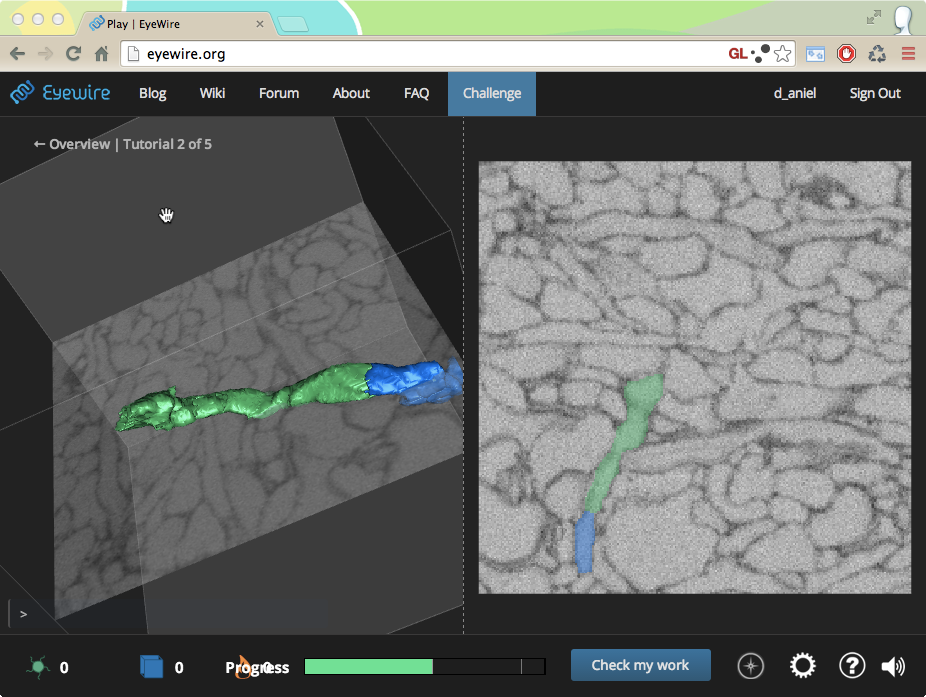 Play | EyeWire
eyewire.org
GL
Eyewire Blog Wiki Forum About FAQ Challenge d_aniel Sign Out
← Overview | Tutorial 2 of 5
>
0 0 Progress 0 Check my work ?